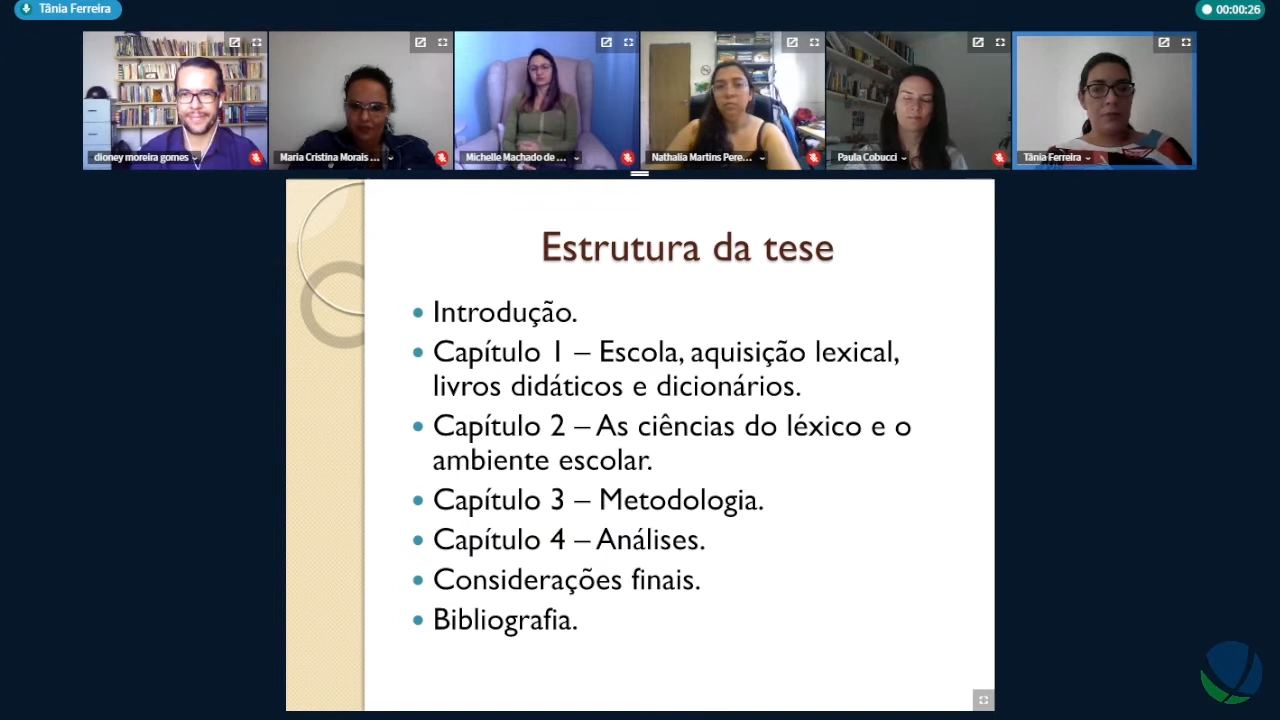 Tânia Ferreira
00:00:26
dioney moreira gomes
Maria Cristina Morais ...
Michelle Machado de ...
Nathalia Martins Pere...
Paula Cobucci
Tânia Ferreira
Estrutura da tese
• Introdução.
• Capítulo 1 – Escola, aquisição lexical,
livros didáticos e dicionários.
• Capítulo 2 – As ciências do léxico e o
ambiente escolar.
• Capítulo 3 – Metodologia.
• Capítulo 4 – Análises.
• Considerações finais.
• Bibliografia.